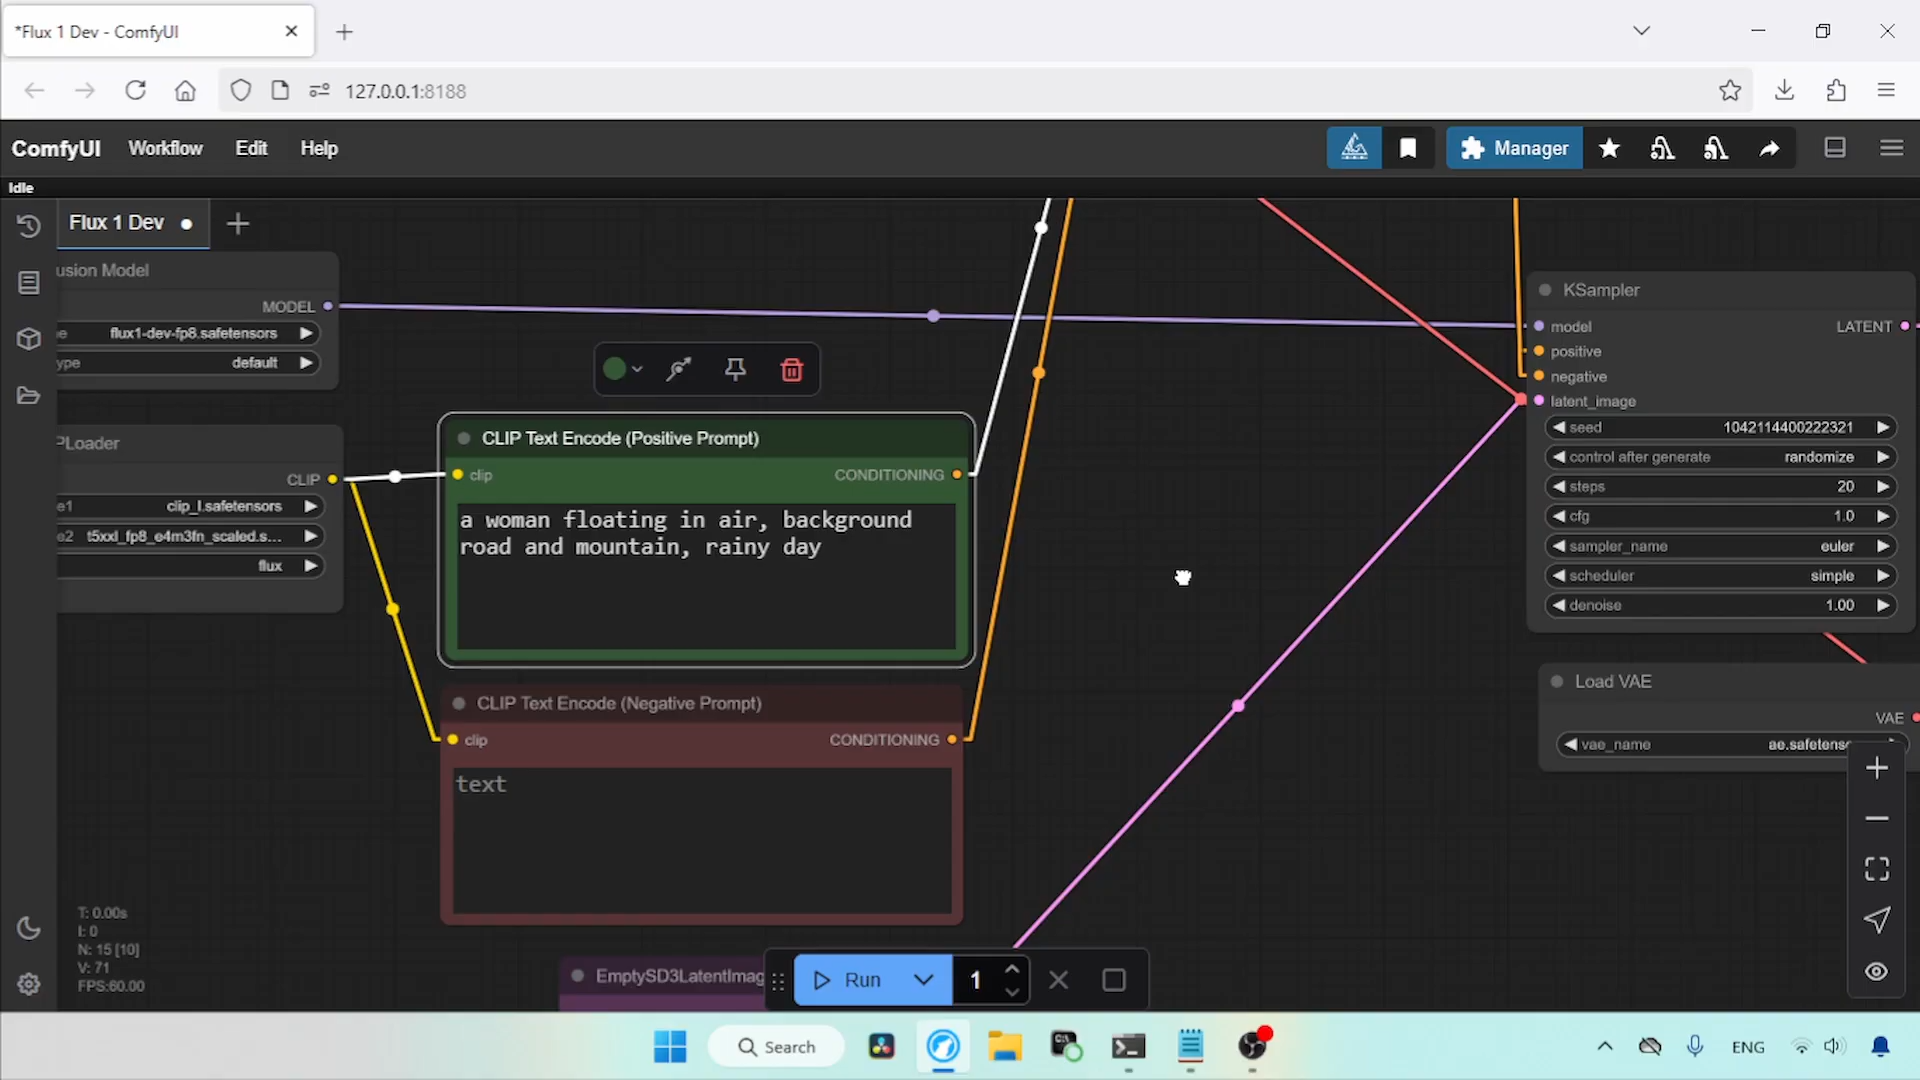 *Flux 1 Dev - ComfyUI
127.0.0.1:8188
ComfyUI Workflow Edit Help
Manager
Idle
Flux 1 Dev
usion Model
MODEL
e flux1-dev-fp8.safetensors
ype default
PLoader
CLIP
e1 clip_l.safetensors
e2 t5xxl_fp8_e4m3fn_scaled.s...
flux
CLIP Text Encode (Positive Prompt)
clip CONDITIONING
a woman floating in air, background
road and mountain, rainy day
CLIP Text Encode (Negative Prompt)
clip CONDITIONING
text
EmptySD3LatentImag
KSampler
model LATENT
positive
negative
latent_image
seed 1042114400222321
control after generate randomize
steps 20
cfg 1.0
sampler_name euler
scheduler simple
denoise 1.00
Load VAE
VAE
vae_name ae.safetense
T: 0.00s
I: 0
N: 15 [10]
V: 71
FPS:60.00
Run 1
Search
ENG